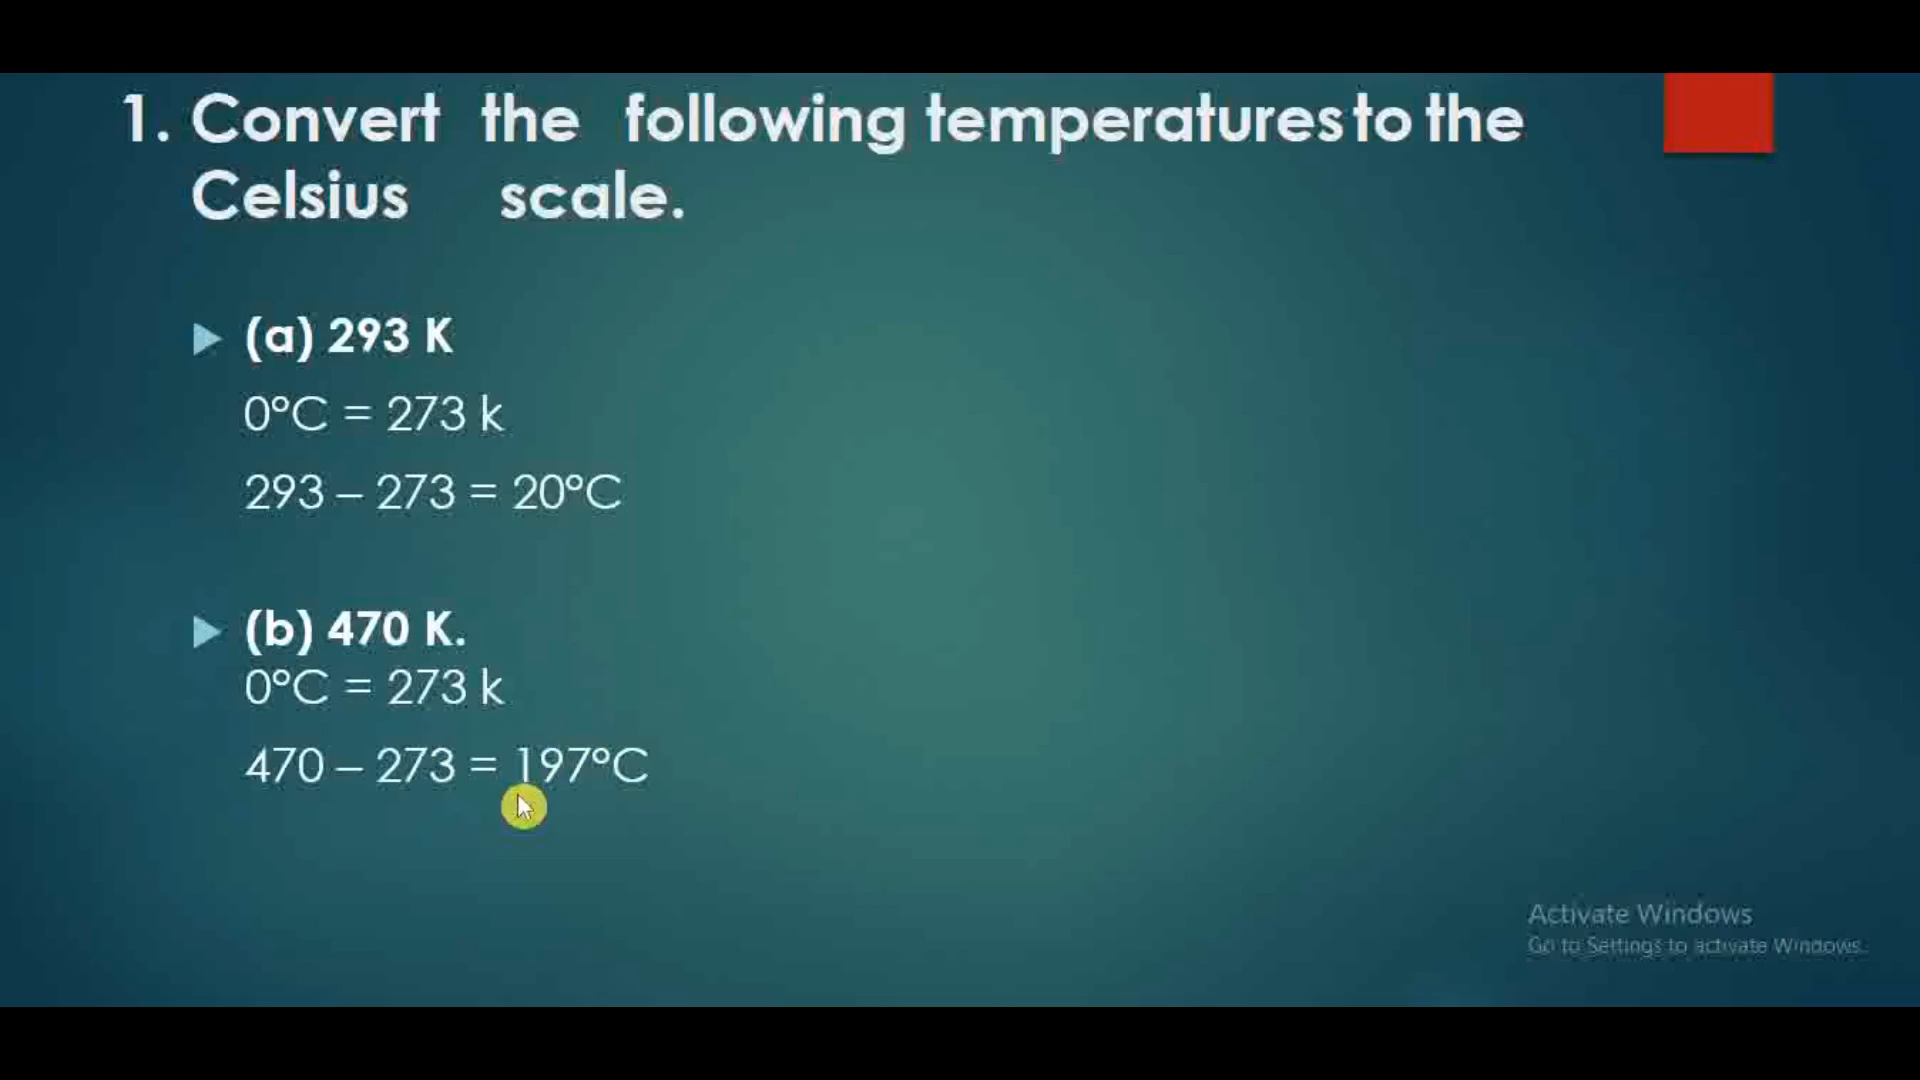 1. Convert the following temperatures to the
Celsius scale.
(a) 293 K
0°C = 273 k
293 – 273 = 20°C
(b) 470 K.
0°C = 273 k
470 – 273 = 197°C
Activate Windows
Go to Settings to activate Windows.